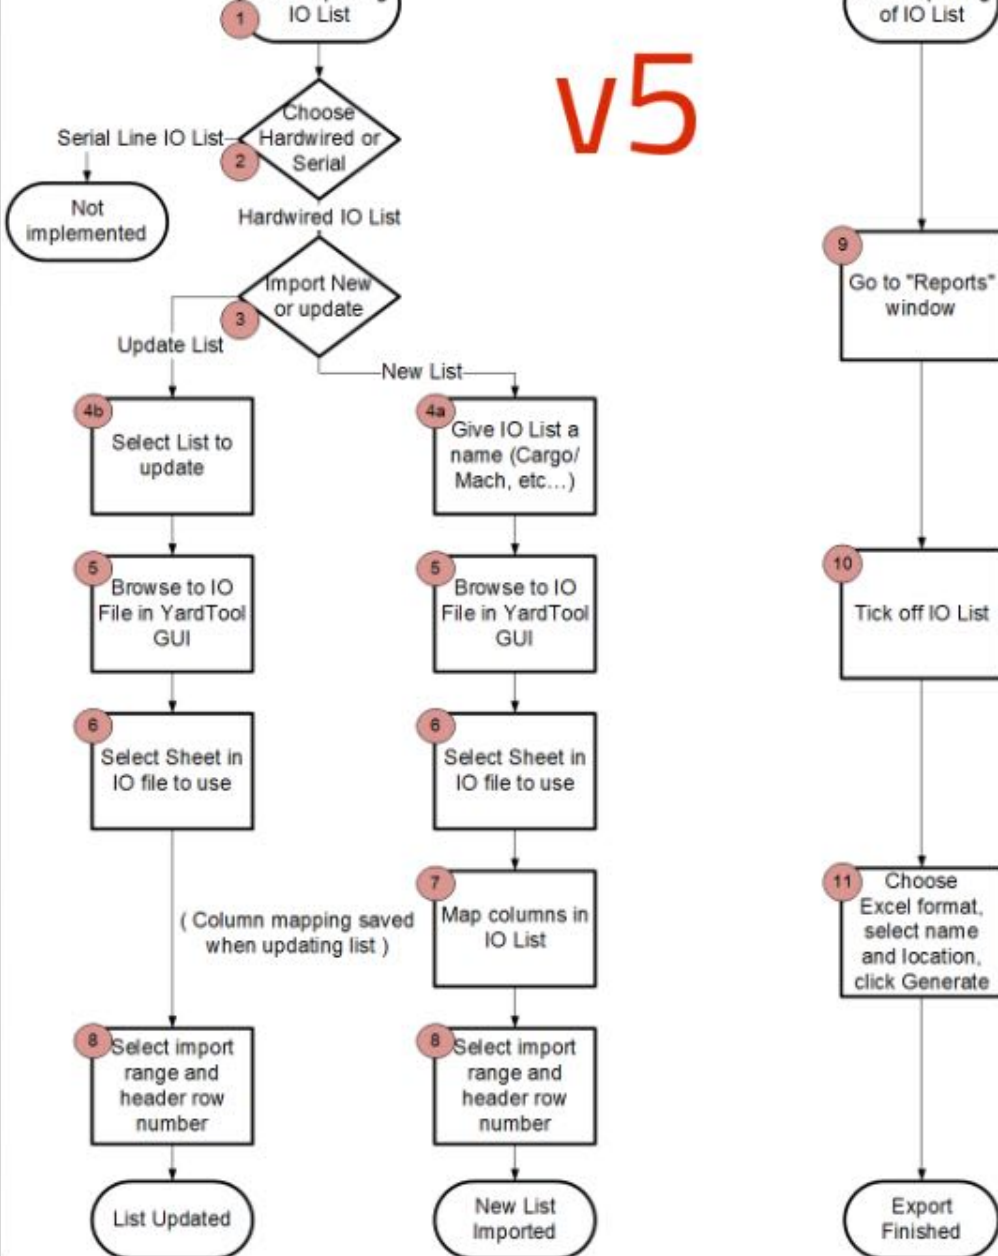 IO List
1
of IO List
v5
Choose
Hardwired or
Serial
2
Serial Line IO List
Not
implemented
Hardwired IO List
Import New
or update
3
Update List
New List
4b
Select List to
update
4a
Give IO List a
name (Cargo/
Mach, etc...)
9
Go to "Reports"
window
5
Browse to IO
File in YardTool
GUI
5
Browse to IO
File in YardTool
GUI
10
Tick off IO List
6
Select Sheet in
IO file to use
6
Select Sheet in
IO file to use
( Column mapping saved
when updating list )
7
Map columns in
IO List
11
Choose
Excel format,
select name
and location,
click Generate
8
Select import
range and
header row
number
8
Select import
range and
header row
number
List Updated
New List
Imported
Export
Finished